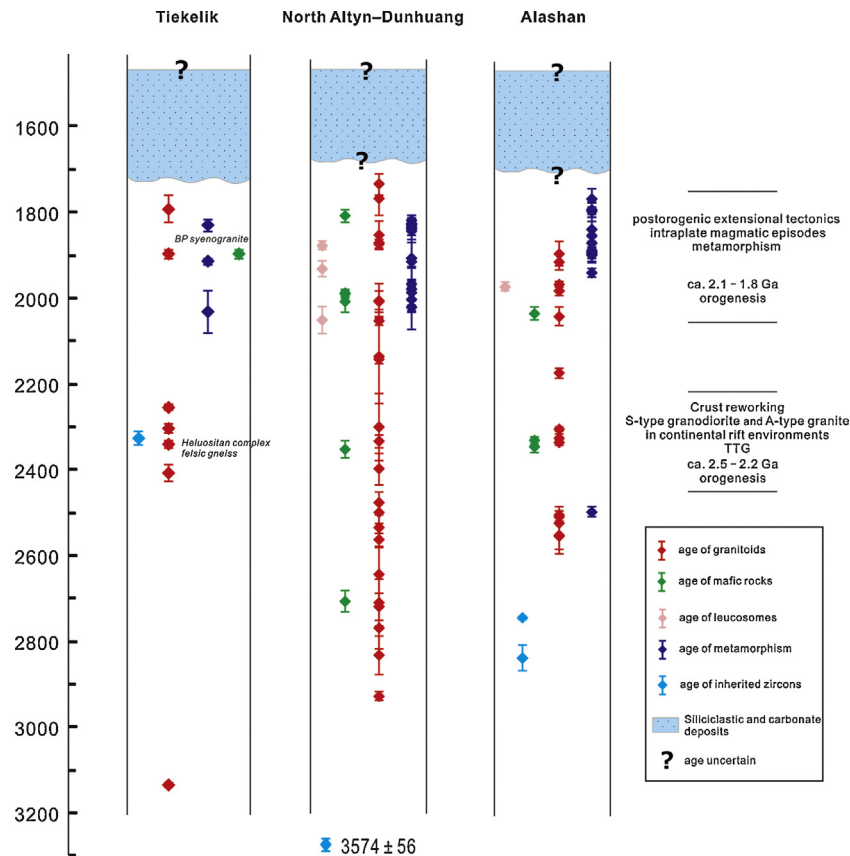 Tiekelik
North Altyn–Dunhuang
Alashan
?
?
?
?
?
1600
1800
2000
2200
2400
2600
2800
3000
3200
BP syenogranite
Heluositan complex
felsic gneiss
3574 ± 56
postorogenic extensional tectonics
intraplate magmatic episodes
metamorphism
ca. 2.1 – 1.8 Ga
orogenesis
Crust reworking
S-type granodiorite and A-type granite
in continental rift environments
TTG
ca. 2.5 – 2.2 Ga
orogenesis
age of granitoids
age of mafic rocks
age of leucosomes
age of metamorphism
age of inherited zircons
Siliciclastic and carbonate
deposits
? age uncertain